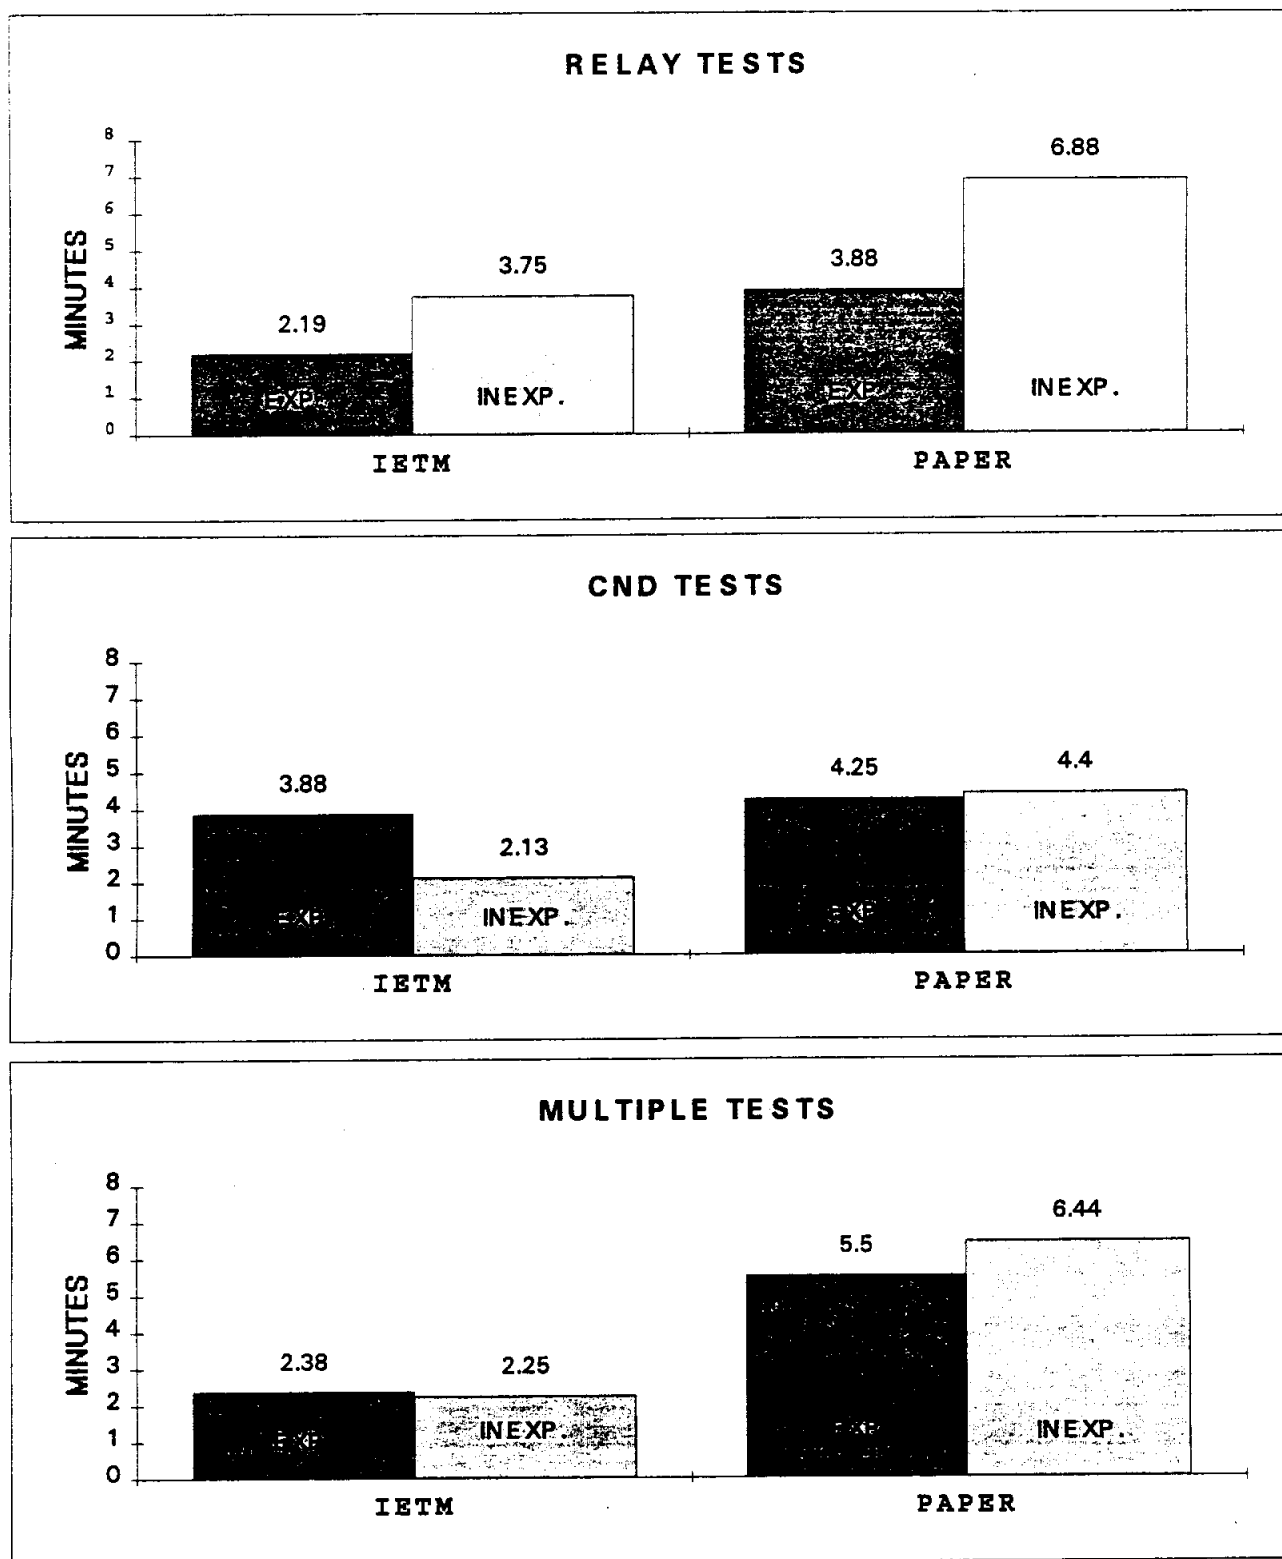 RELAY TESTS
8
7
6
5
4
3
2
1
0
MINUTES
2.19
3.75
3.88
6.88
EXP.
INEXP.
EXP.
INEXP.
IETM
PAPER
CND TESTS
8
7
6
5
4
3
2
1
0
MINUTES
3.88
2.13
4.25
4.4
EXP.
INEXP.
EXP.
INEXP.
IETM
PAPER
MULTIPLE TESTS
8
7
6
5
4
3
2
1
0
MINUTES
2.38
2.25
5.5
6.44
EXP.
INEXP.
EXP.
INEXP.
IETM
PAPER